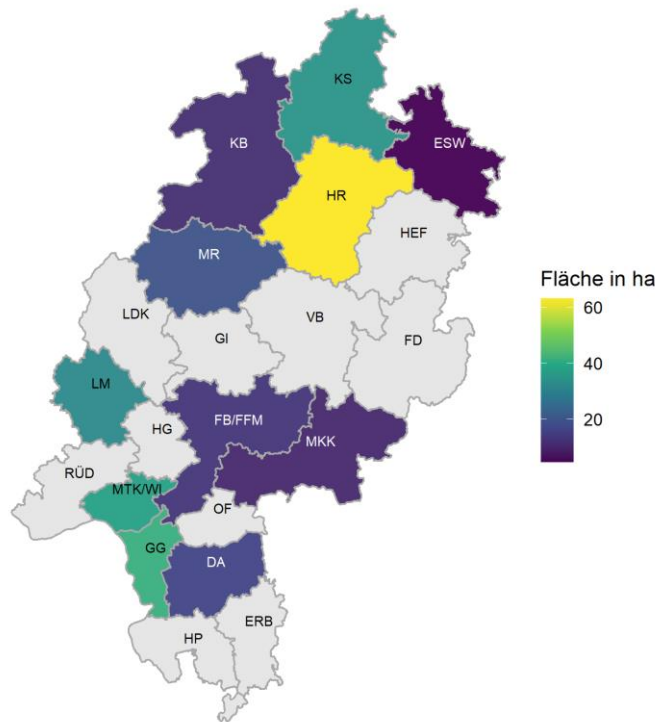 KS
KB
ESW
HR
HEF
MR
Fläche in ha
LDK
60
VB
GI
FD
40
LM
FB/FFM
20
HG
MKK
RÜD
MTK/WI
OF
GG
DA
ERB
HP